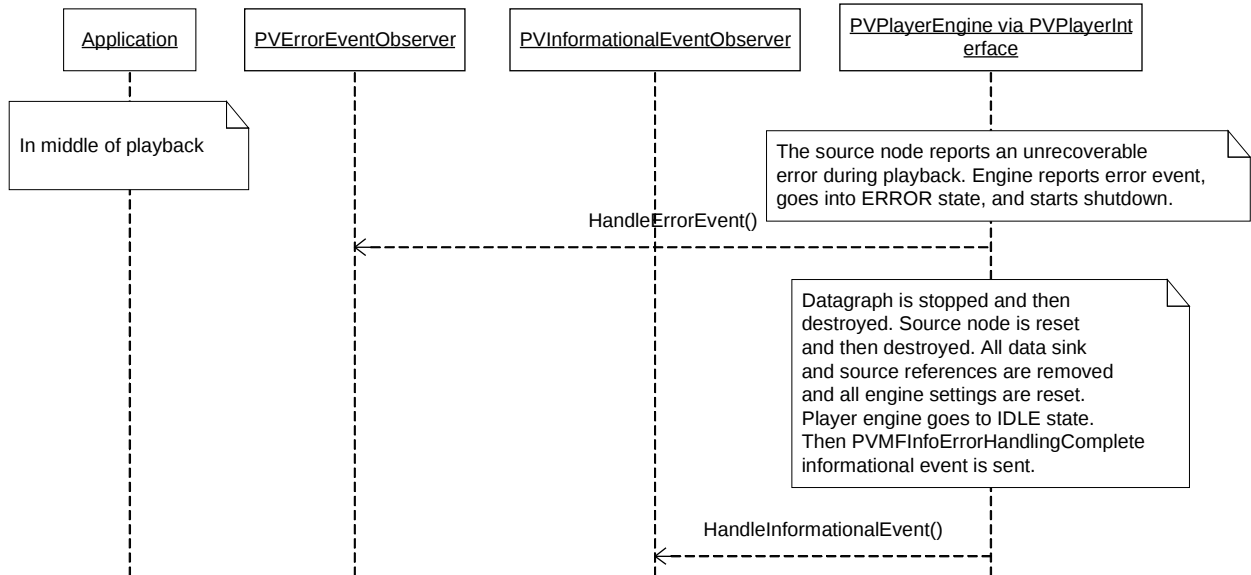 Application
PVErrorEventObserver
PVInformationalEventObserver
PVPlayerEngine via PVPlayerInt
erface
In middle of playback
The source node reports an unrecoverable
error during playback. Engine reports error event,
goes into ERROR state, and starts shutdown.
HandleErrorEvent()
Datagraph is stopped and then
destroyed. Source node is reset
and then destroyed. All data sink
and source references are removed
and all engine settings are reset.
Player engine goes to IDLE state.
Then PVMFInfoErrorHandlingComplete
informational event is sent.
HandleInformationalEvent()